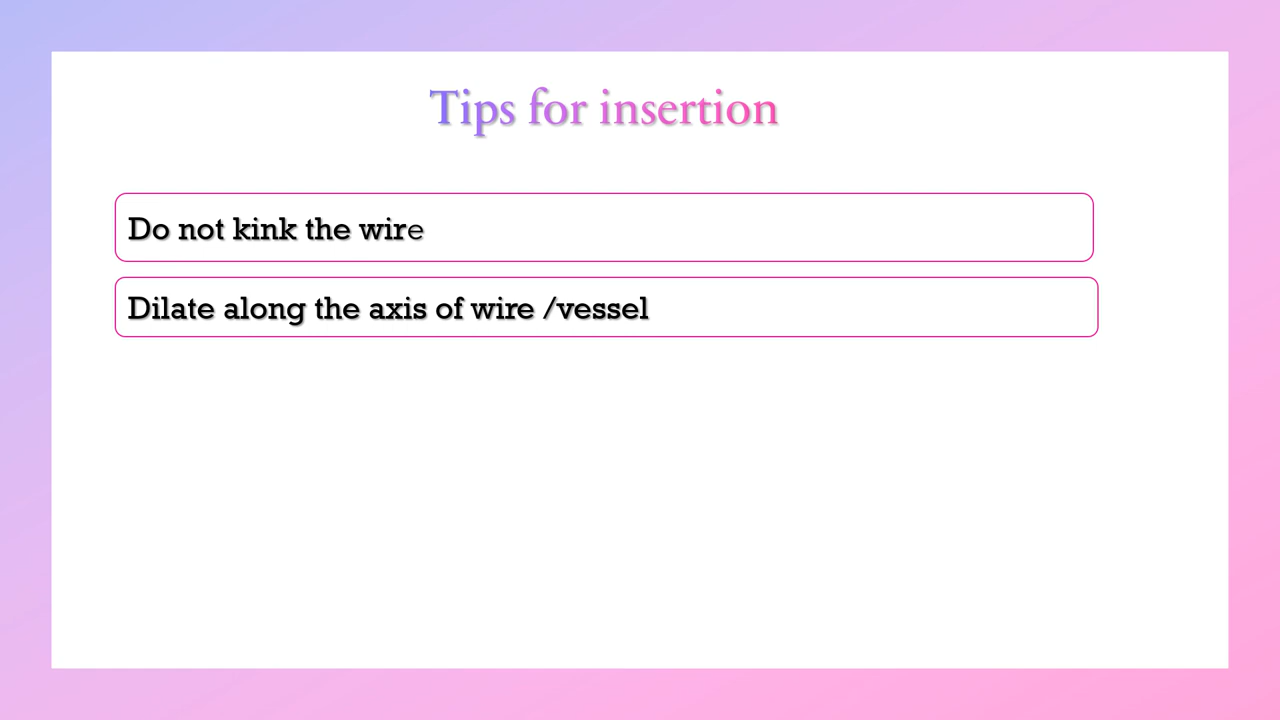 Tips for insertion
Do not kink the wire
Dilate along the axis of wire /vessel